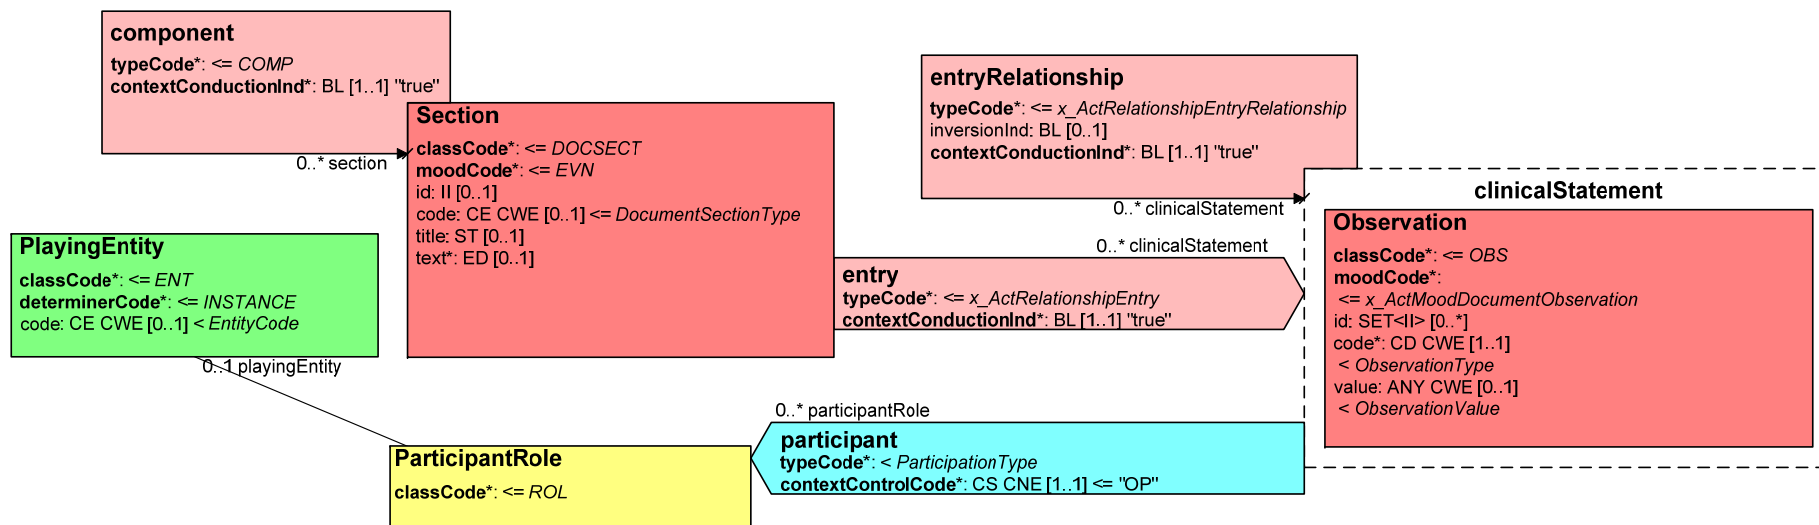 component
typeCode*: <= COMP
contextConductionInd*: BL [1..1] "true"
0..* section
Section
classCode*: <= DOCSECT
moodCode*: <= EVN
id: II [0..1]
code: CE CWE [0..1] <= DocumentSectionType
title: ST [0..1]
text*: ED [0..1]
entryRelationship
typeCode*: <= x_ActRelationshipEntryRelationship
inversionInd: BL [0..1]
contextConductionInd*: BL [1..1] "true"
0..* clinicalStatement
clinicalStatement
Observation
classCode*: <= OBS
moodCode*:
<= x_ActMoodDocumentObservation
id: SET<II> [0..*]
code*: CD CWE [1..1]
< ObservationType
value: ANY CWE [0..1]
< ObservationValue
0..* clinicalStatement
entry
typeCode*: <= x_ActRelationshipEntry
contextConductionInd*: BL [1..1] "true"
PlayingEntity
classCode*: <= ENT
determinerCode*: <= INSTANCE
code: CE CWE [0..1] < EntityCode
0..1 playingEntity
0..* participantRole
participant
typeCode*: < ParticipationType
contextControlCode*: CS CNE [1..1] <= "OP"
ParticipantRole
classCode*: <= ROL